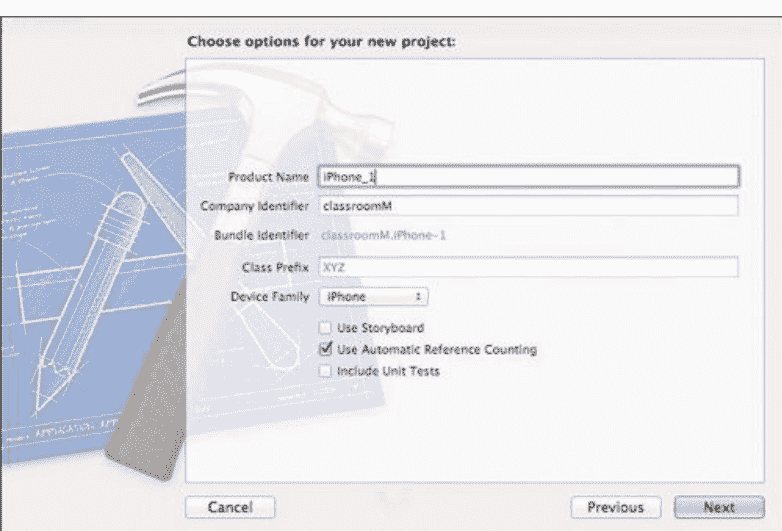 Choose options for your new project:
Product Name iPhone_1
Company Identifier classroomM
Bundle Identifier classroomM.iPhone-1
Class Prefix XYZ
Device Family iPhone
Use Storyboard
Use Automatic Reference Counting
Include Unit Tests
APPLICATION
Cancel Previous Next